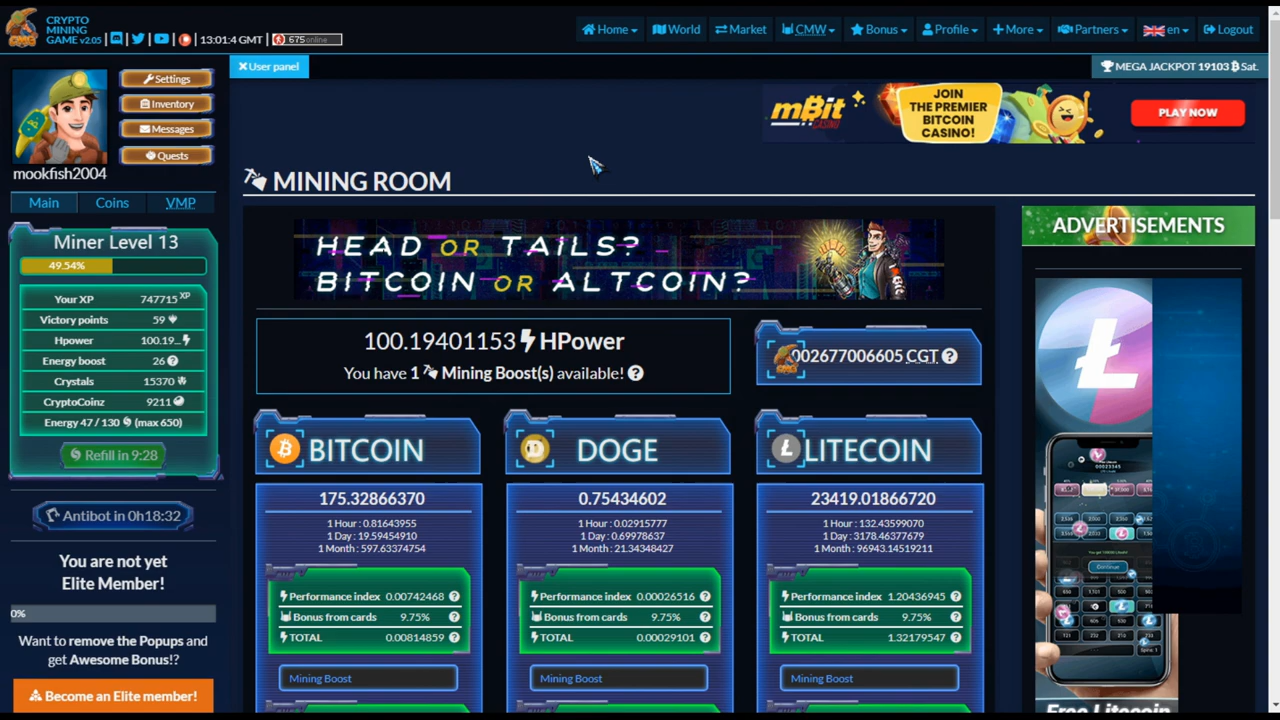 CRYPTO
MINING
GAME v2.05
13:01:4 GMT
675 online
Home
World
Market
CMW
Bonus
Profile
More
Partners
en
Logout
User panel
MEGA JACKPOT 19103 Sat.
Settings
Inventory
Messages
Quests
mookfish2004
Main
Coins
VMP
mBit
CASINO
JOIN
THE PREMIER
BITCOIN
CASINO!
PLAY NOW
MINING ROOM
Miner Level 13
49.54%
Your XP 747715 XP
Victory points 59
Hpower 100.19...
Energy boost 26
Crystals 15370
CryptoCoinz 9211
Energy 47 / 130 (max 650)
Refill in 9:28
Antibot in 0h18:32
You are not yet
Elite Member!
0%
Want to remove the Popups and
get Awesome Bonus!?
Become an Elite member!
HEAD OR TAILS?
BITCOIN OR ALTCOIN?
100.19401153 HPower
You have 1 Mining Boost(s) available!
002677006605 CGT
BITCOIN
175.32866370
1 Hour : 0.81643955
1 Day : 19.59454910
1 Month : 597.63374754
Performance index 0.00742468
Bonus from cards 9.75%
TOTAL 0.00814859
Mining Boost
DOGE
0.75434602
1 Hour : 0.02915777
1 Day : 0.69978637
1 Month : 21.34348427
Performance index 0.00026516
Bonus from cards 9.75%
TOTAL 0.00029101
Mining Boost
LITECOIN
23419.01866720
1 Hour : 132.43599070
1 Day : 3178.46377679
1 Month : 96943.14519211
Performance index 1.20436945
Bonus from cards 9.75%
TOTAL 1.32179547
Mining Boost
ADVERTISEMENTS
Continue
Free Litecoin